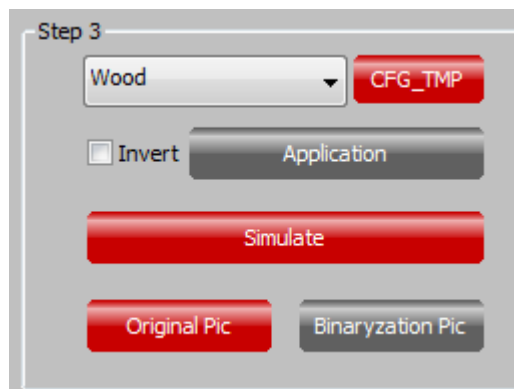 Step 3
Wood CFG_TMP
Invert Application
Simulate
Original Pic Binaryzation Pic